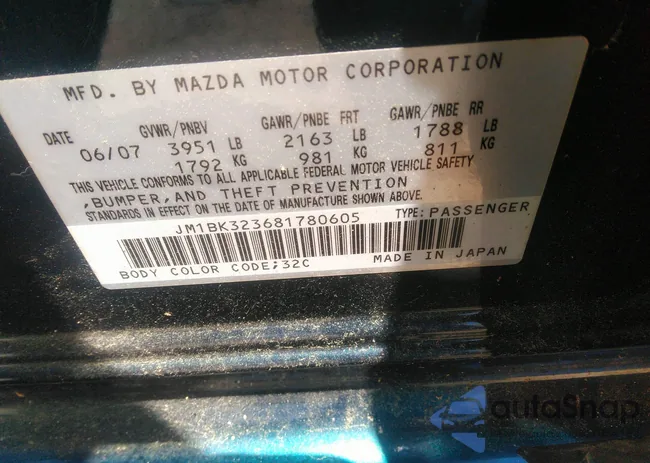 MFD. BY MAZDA MOTOR CORPORATION
DATE GVWR/PNBV GAWR/PNBE FRT GAWR/PNBE RR
06/07 3951 LB 2163 LB 1788 LB
1792 KG 981 KG 811 KG
THIS VEHICLE CONFORMS TO ALL APPLICABLE FEDERAL MOTOR VEHICLE SAFETY
,BUMPER,AND THEFT PREVENTION
STANDARDS IN EFFECT ON THE DATE OF MANUFACTURE SHOWN ABOVE.
JM1BK323681780605 TYPE:PASSENGER
BODY COLOR CODE;32C MADE IN JAPAN
autoSnap